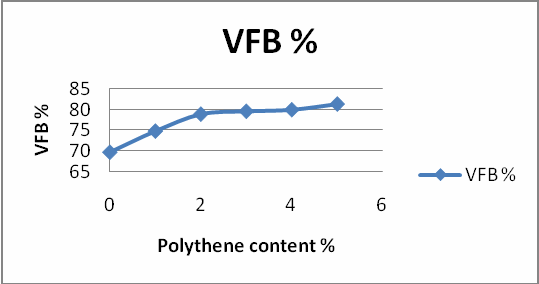 VFB %
85
80
75
70
65
VFB %
0 2 4 6
Polythene content %
VFB %